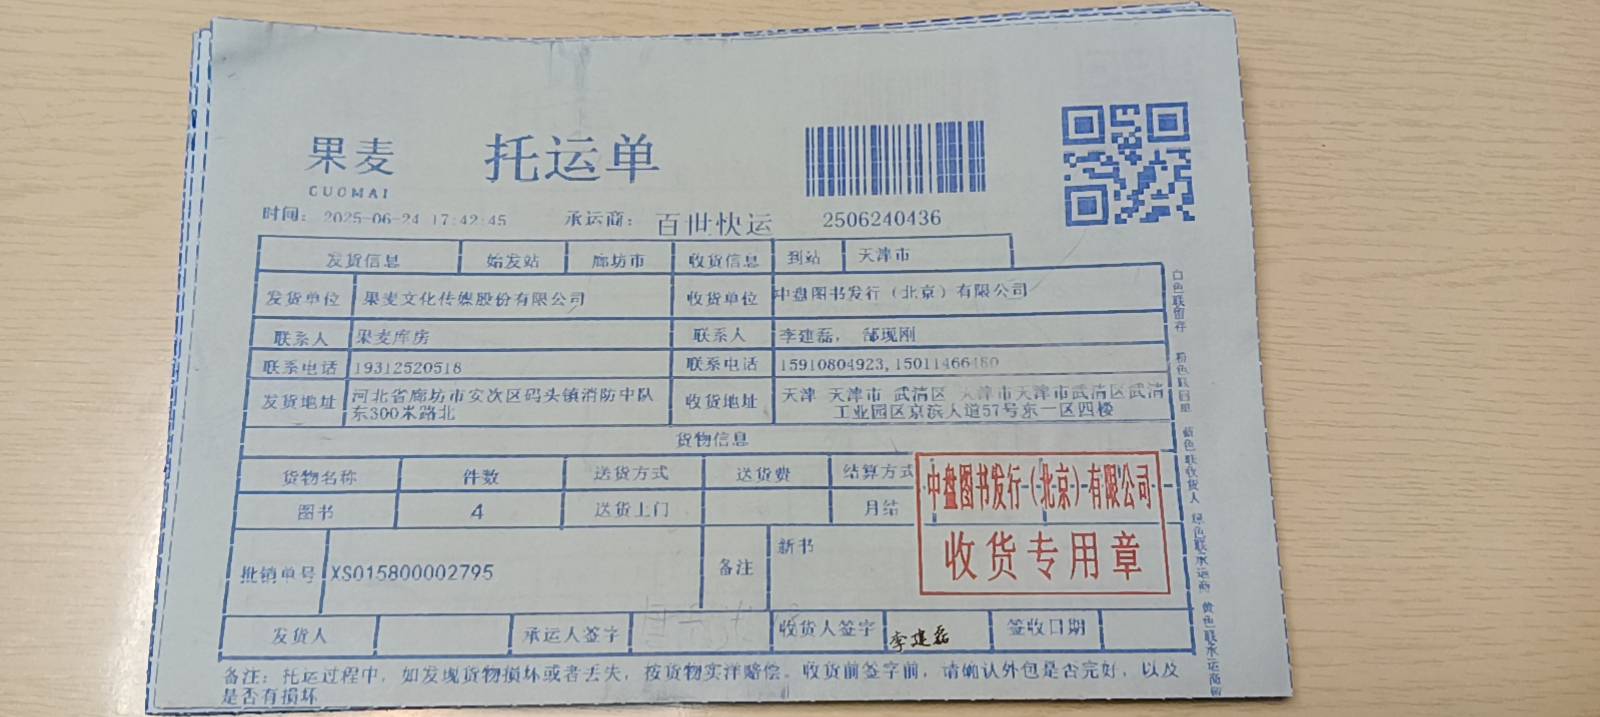 果麦 托运单
GUOMAI
时间: 2025-06-24 17:42:45 承运商: 百世快运 2506240436
发货信息 始发站 廊坊市 收货信息 到站 天津市
发货单位 果麦文化传媒股份有限公司 收货单位 中盘图书发行（北京）有限公司
联系人 果麦库房 联系人 李建磊, 郜现刚
联系电话 19312520518 联系电话 15910804923,15011466480
发货地址 河北省廊坊市安次区码头镇消防中队 收货地址 天津 天津市 武清区 天津市天津市武清区武清
东300米路北 工业园区京滨大道57号东一区四楼
货物信息
货物名称 件数 送货方式 送货费 结算方式
图书 4 送货上门 月结
中盘图书发行（北京）有限公司
收货专用章
批销单号 XS015800002795 备注 新书
发货人 承运人签字 收货人签字 李建磊 签收日期
备注: 托运过程中, 如发现货物损坏或者丢失, 按货物实洋赔偿。收货前签字前, 请确认外包是否完好, 以及
是否有损坏
白色联留存 粉色联回单 蓝色联收货人 绿色联承运商 黄色联承运商留